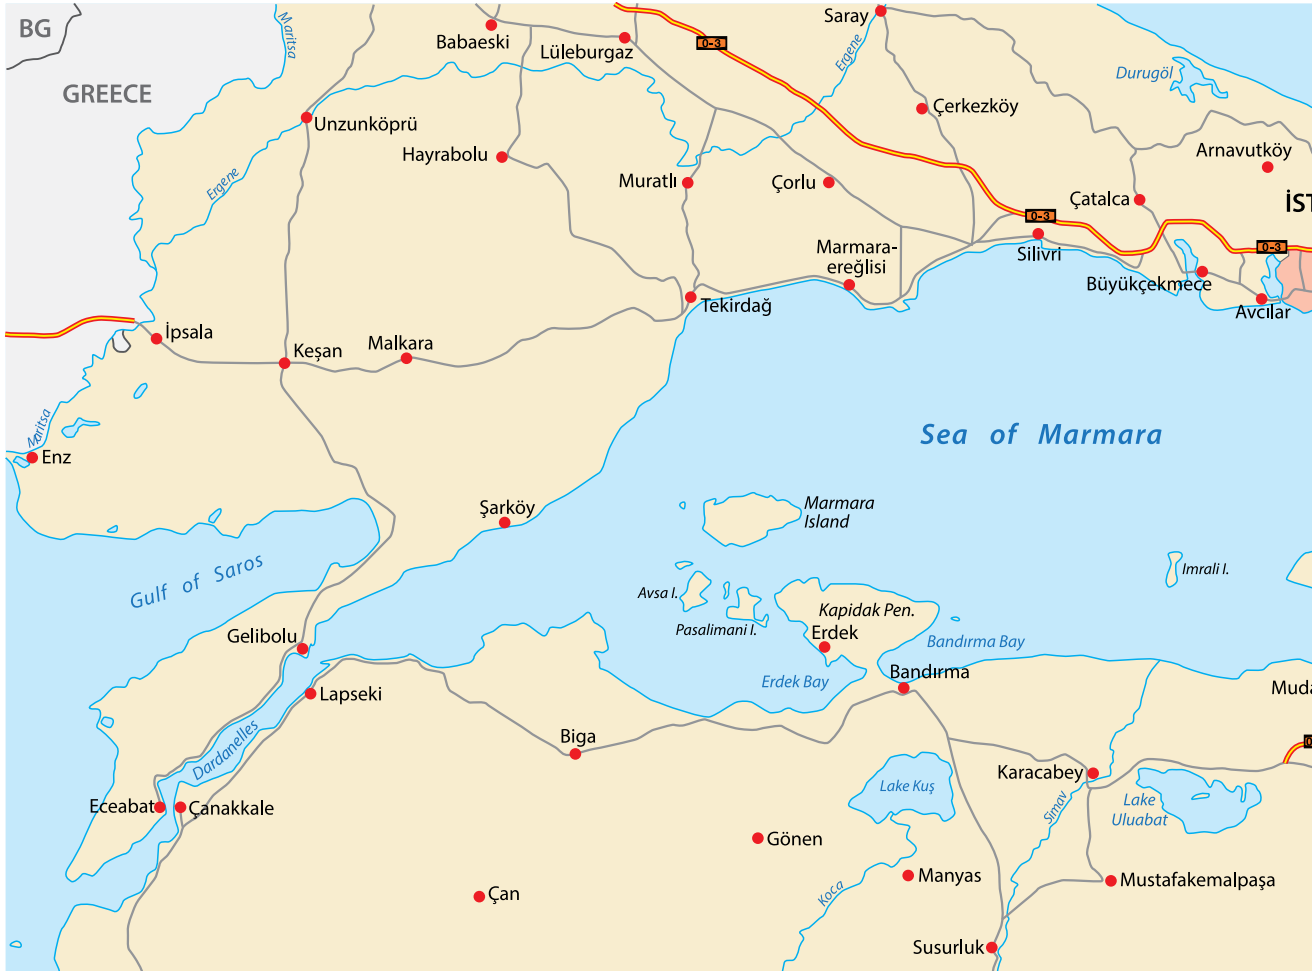 BG
Maritsa
Babaeski
Lüleburgaz
0-3
Saray
Ergene
Durugöl
GREECE
Unzunköprü
Çerkezköy
Hayrabolu
Arnavutköy
Ergene
Muratlı
Çorlu
Çatalca
İST
0-3
0-3
Marmara-
ereğlisi
Silivri
Büyükçekmece
Tekirdağ
Avcılar
İpsala
Keşan
Malkara
Maritsa
Sea of Marmara
Enz
Şarköy
Marmara
Island
Gulf of Saros
Imrali I.
Avsa I.
Pasalimani I.
Kapidak Pen.
Erdek
Gelibolu
Bandırma Bay
Erdek Bay
Bandırma
Lapseki
Muda
Dardanelles
Biga
Karacabey
Lake Kuş
Eceabat
Çanakkale
Simav
Lake
Uluabat
Gönen
Manyas
Mustafakemalpaşa
Koca
Çan
Susurluk